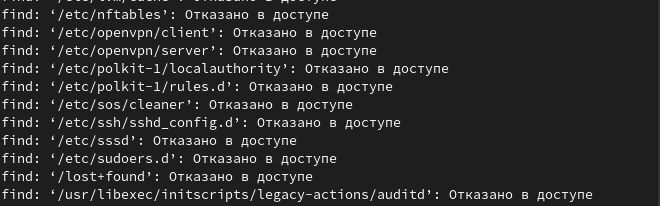 find: ‘/etc/nftables’: Отказано в доступе
find: ‘/etc/openvpn/client’: Отказано в доступе
find: ‘/etc/openvpn/server’: Отказано в доступе
find: ‘/etc/polkit-1/localauthority’: Отказано в доступе
find: ‘/etc/polkit-1/rules.d’: Отказано в доступе
find: ‘/etc/sos/cleaner’: Отказано в доступе
find: ‘/etc/ssh/sshd_config.d’: Отказано в доступе
find: ‘/etc/sssd’: Отказано в доступе
find: ‘/etc/sudoers.d’: Отказано в доступе
find: ‘/lost+found’: Отказано в доступе
find: ‘/usr/libexec/initscripts/legacy-actions/auditd’: Отказано в доступе